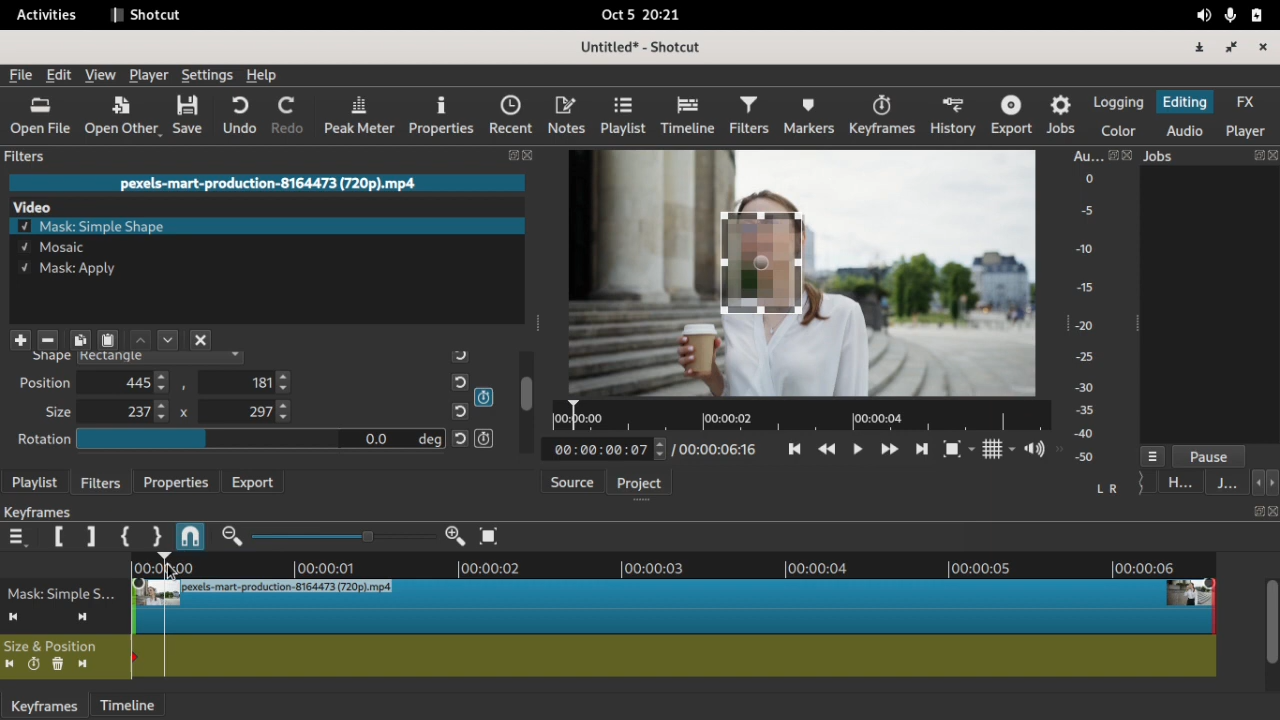 Activities Shotcut Oct 5 20:21
Untitled* - Shotcut
File Edit View Player Settings Help
Open File Open Other Save Undo Redo Peak Meter Properties Recent Notes Playlist Timeline Filters Markers Keyframes History Export Jobs
Logging Editing FX
Color Audio Player
Filters
pexels-mart-production-8164473 (720p).mp4
Video
✓ Mask: Simple Shape
✓ Mosaic
✓ Mask: Apply
Shape Rectangle
Position 445 , 181
Size 237 x 297
Rotation 0.0 deg
Playlist Filters Properties Export
00:00:00 00:00:02 00:00:04
00:00:00:07 / 00:00:06:16
Source Project
Au...
0
-5
-10
-15
-20
-25
-30
-35
-40
-50
L R
Jobs
Pause
H... J...
Keyframes
00:00:00 00:00:01 00:00:02 00:00:03 00:00:04 00:00:05 00:00:06
Mask: Simple S...
pexels-mart-production-8164473 (720p).mp4
Size & Position
Keyframes Timeline